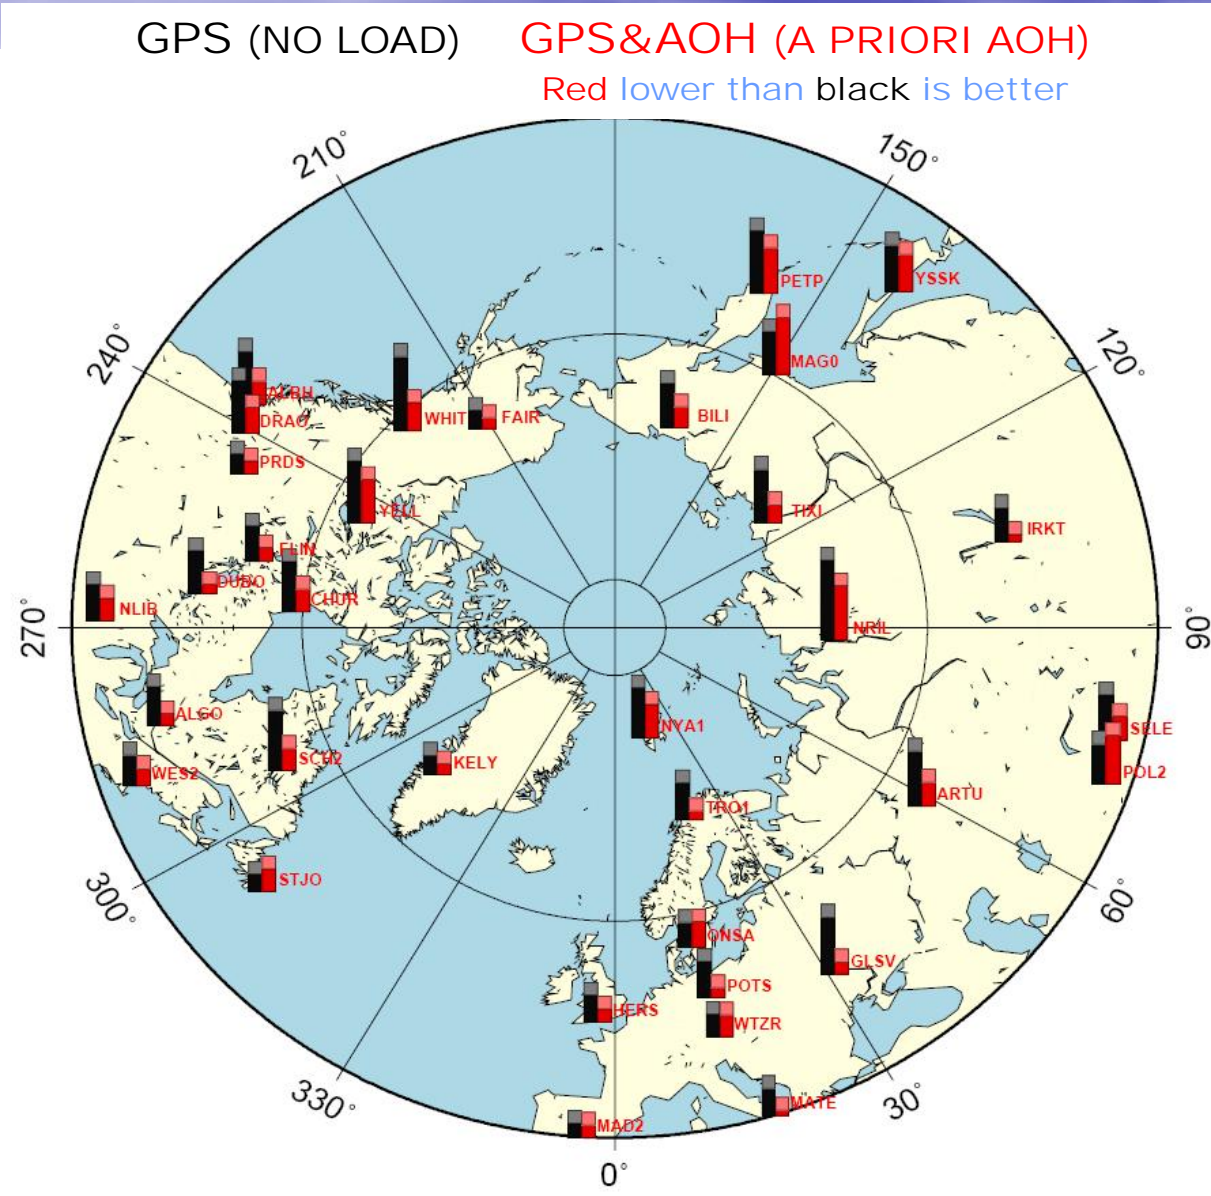 GPS (NO LOAD) GPS&AOH (A PRIORI AOH)
Red lower than black is better
210°
150°
PETP
YSSK
240°
120°
MAG0
ALBH
DRAO
WHIT
FAIR
BILI
PRDS
YELL
TIXI
IRKT
FLIN
DUBO
CHUR
NLIB
270°
NRIL
90°
ALGO
NYA1
SELE
SCH2
KELY
WES2
POL2
ARTU
TRO1
STJO
300°
60°
ONSA
GLSV
POTS
HERS
WTZR
330°
30°
MATE
MAD2
0°